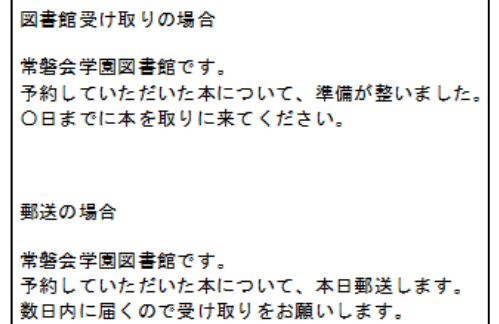 図書館受け取りの場合
常磐会学園図書館です。
予約していただいた本について、準備が整いました。
〇日までに本を取りに来てください。
郵送の場合
常磐会学園図書館です。
予約していただいた本について、本日郵送します。
数日内に届くので受け取りをお願いします。